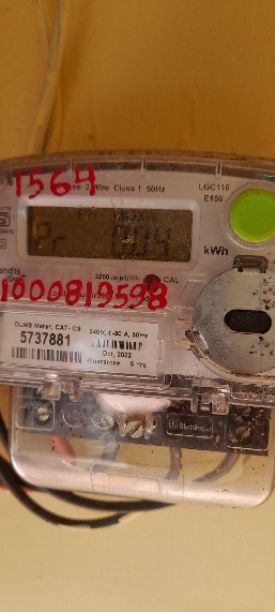 1564
2 Wire Class 1 50Hz
LGC110
E150
kWh
3200 imp/kWh
CAL
1000819598
DLMS Meter, CAT- C3
5737881
240V, 5-30 A, 50Hz
Oct, 2022
Guarantee 5 Yrs